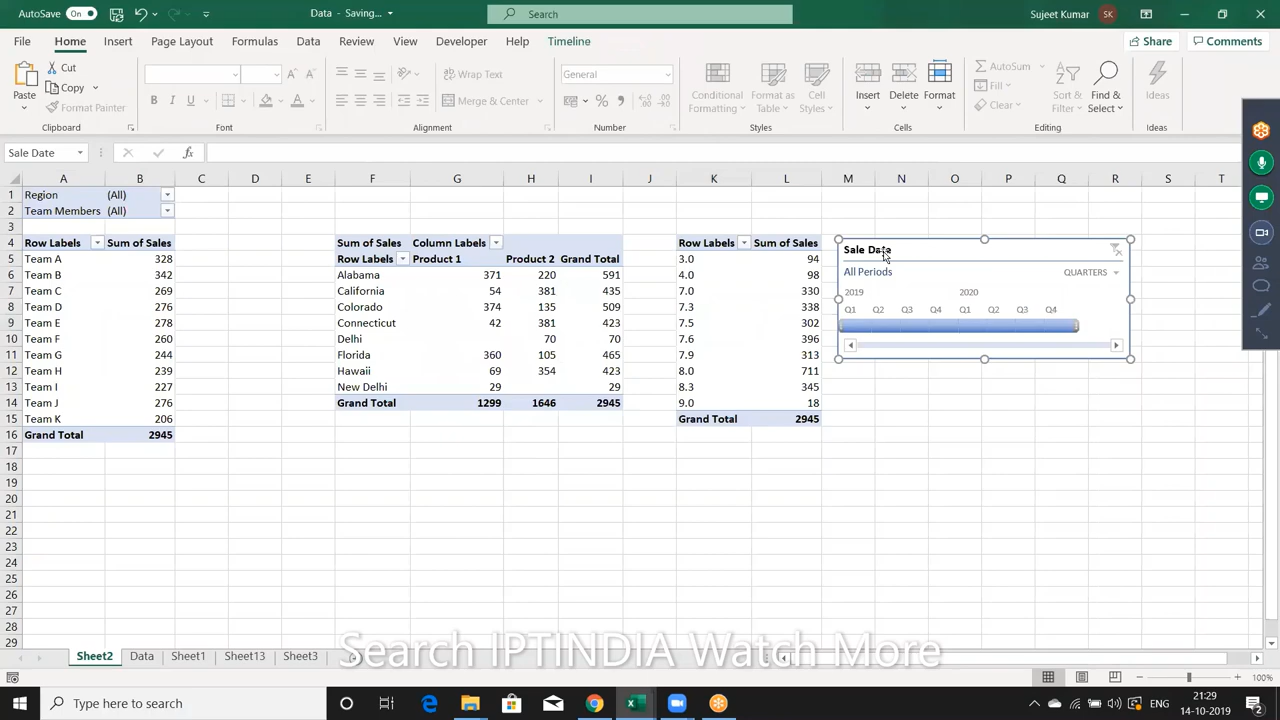 AutoSave On Data - Saving... Search Sujeet Kumar SK
File Home Insert Page Layout Formulas Data Review View Developer Help Timeline Share Comments
Paste Cut Copy Format Painter
B I U
Wrap Text
Merge & Center
General
Conditional Formatting Format as Table Cell Styles
Insert Delete Format
AutoSum Fill Clear
Sort & Filter Find & Select Ideas
Clipboard Font Alignment Number Styles Cells Editing Ideas
Sale Date fx
A B C D E F G H I J K L M N O P Q R S T
1 Region (All)
2 Team Members (All)
3
4 Row Labels Sum of Sales Sum of Sales Column Labels Row Labels Sum of Sales
5 Team A 328 Row Labels Product 1 Product 2 Grand Total 3.0 94
6 Team B 342 Alabama 371 220 591 4.0 98
7 Team C 269 California 54 381 435 7.0 330
8 Team D 276 Colorado 374 135 509 7.3 338
9 Team E 278 Connecticut 42 381 423 7.5 302
10 Team F 260 Delhi 70 70 7.6 396
11 Team G 244 Florida 360 105 465 7.9 313
12 Team H 239 Hawaii 69 354 423 8.0 711
13 Team I 227 New Delhi 29 29 8.3 345
14 Team J 276 Grand Total 1299 1646 2945 9.0 18
15 Team K 206 Grand Total 2945
16 Grand Total 2945
17
18
19
20
21
22
23
24
25
26
27
28
29
Sale Date
All Periods QUARTERS
2019 2020
Q1 Q2 Q3 Q4 Q1 Q2 Q3 Q4
Search IPTINDIA Watch More
Sheet2 Data Sheet1 Sheet13 Sheet3
100%
Type here to search
21:29
14-10-2019
2